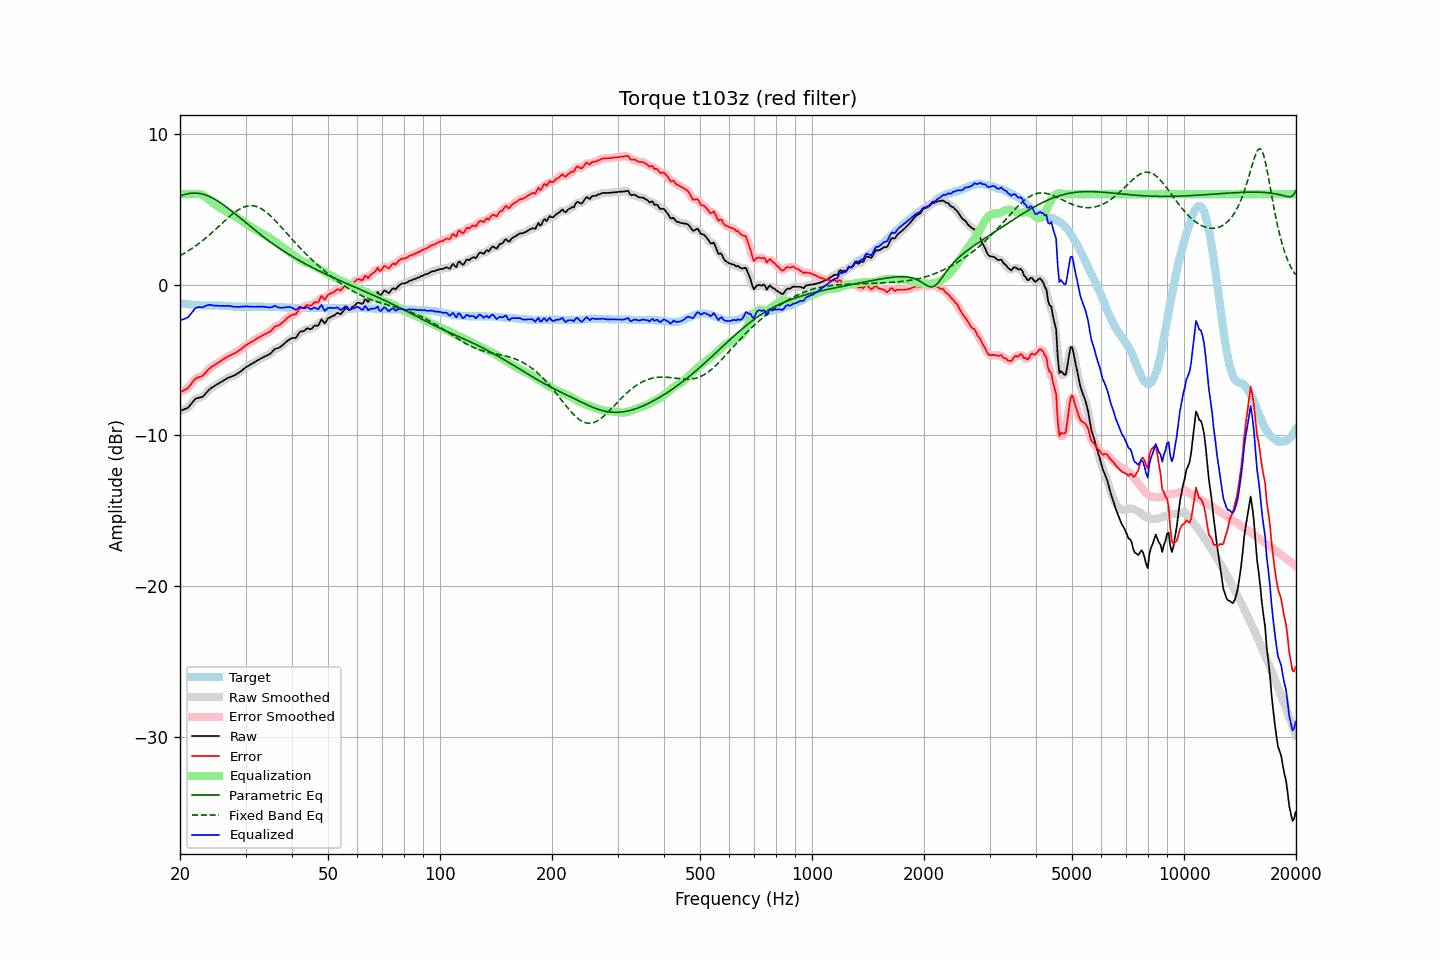 Torque t103z (red filter)
10
0
−10
−20
−30
Amplitude (dBr)
Target
Raw Smoothed
Error Smoothed
Raw
Error
Equalization
Parametric Eq
Fixed Band Eq
Equalized
20 50 100 200 500 1000 2000 5000 10000 20000
Frequency (Hz)